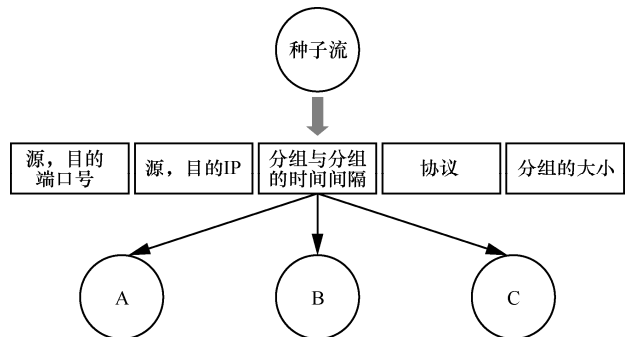 种子流
源，目的
端口号
源，目的IP
分组与分组
的时间间隔
协议
分组的大小
A
B
C